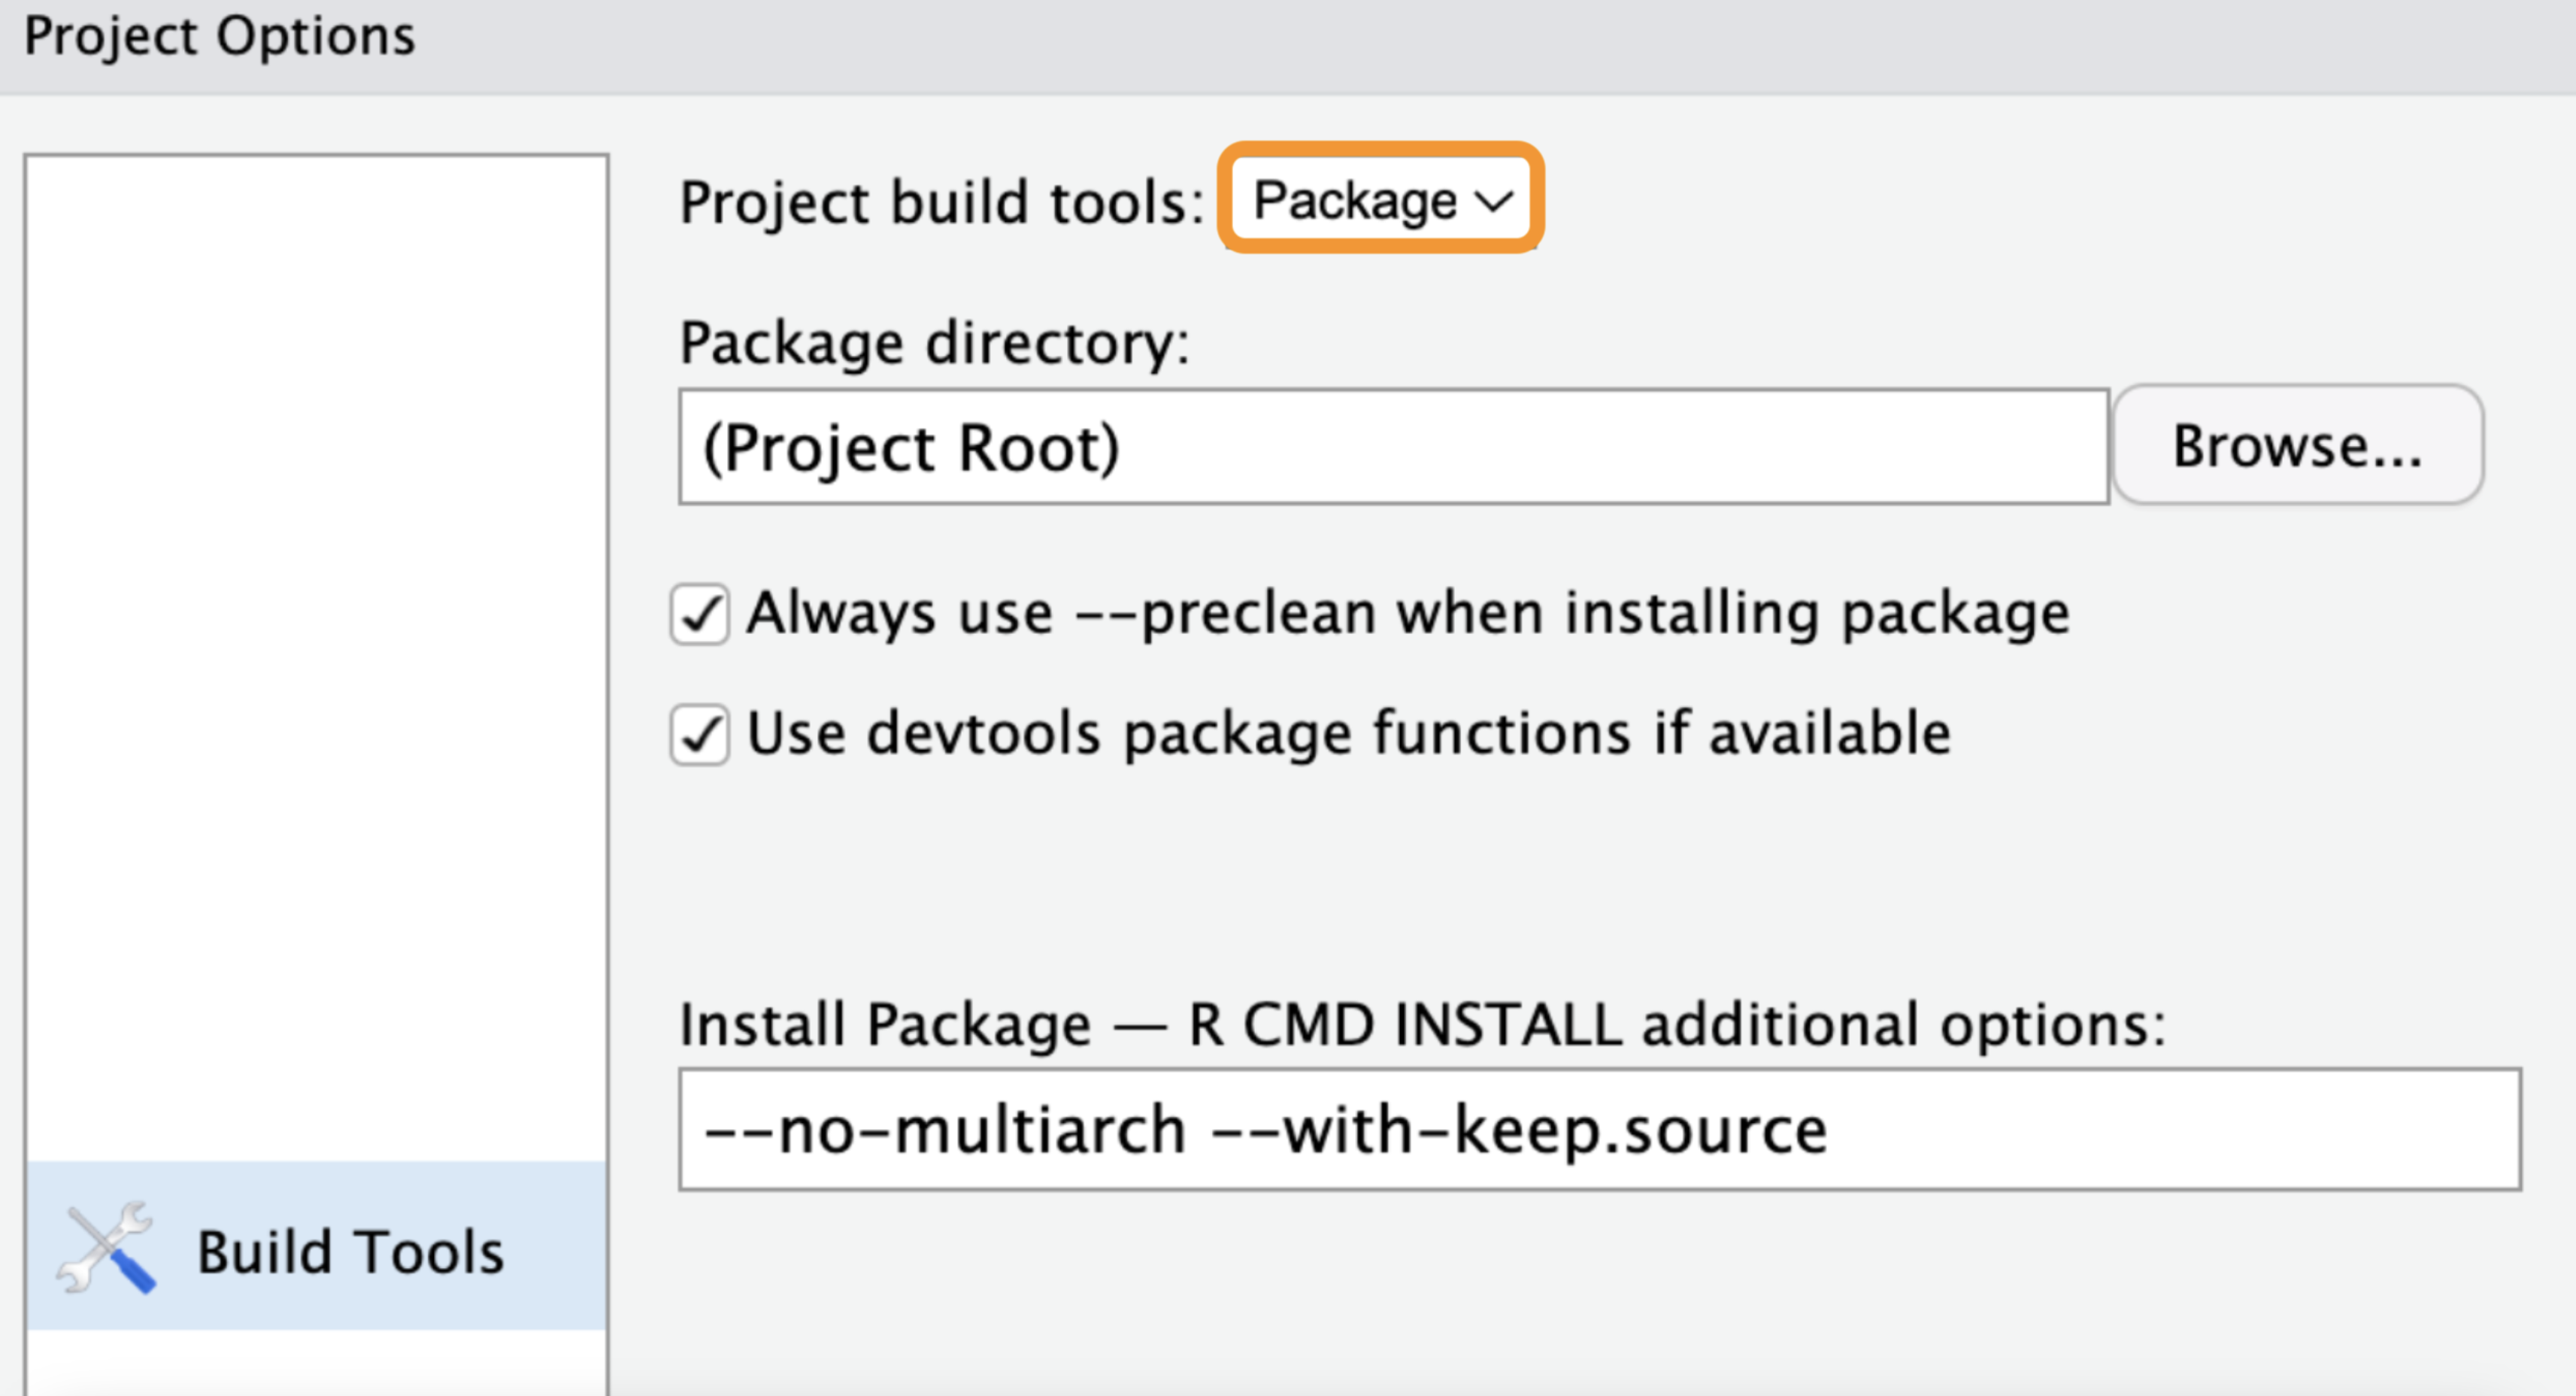 Project Options
Project build tools: Package
Package directory:
(Project Root) Browse...
Always use --preclean when installing package
Use devtools package functions if available
Install Package — R CMD INSTALL additional options:
--no-multiarch --with-keep.source
Build Tools